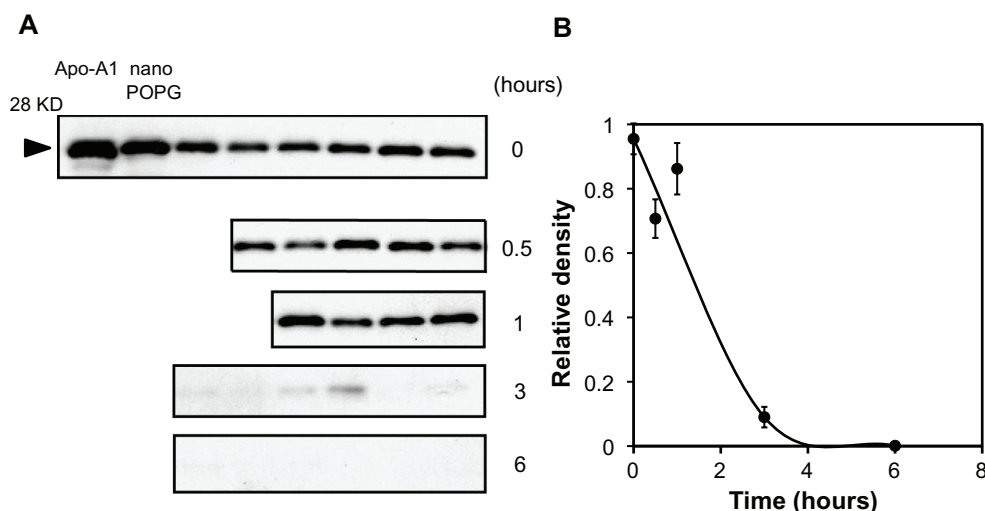 A
Apo-A1 nano
POPG
(hours)
28 KD
0
0.5
1
3
6
B
1
0.8
0.6
0.4
0.2
0
Relative density
0 2 4 6 8
Time (hours)